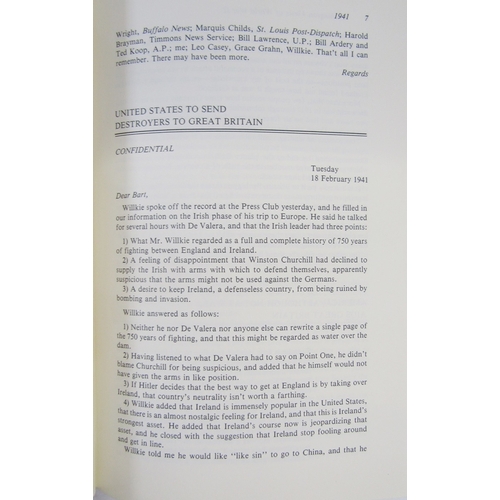 1941 7
Wright, Buffalo News; Marquis Childs, St. Louis Post-Dispatch; Harold
Brayman, Timmons News Service; Bill Lawrence, U.P.; Bill Ardery and
Ted Koop, A.P.; me; Leo Casey, Grace Grahn, Willkie. That's all I can
remember. There may have been more.
Regards
UNITED STATES TO SEND
DESTROYERS TO GREAT BRITAIN
CONFIDENTIAL
Tuesday
18 February 1941
Dear Bart,
Willkie spoke off the record at the Press Club yesterday, and he filled in
our information on the Irish phase of his trip to Europe. He said he talked
for several hours with De Valera, and that the Irish leader had three points:
1) What Mr. Willkie regarded as a full and complete history of 750 years
of fighting between England and Ireland.
2) A feeling of disappointment that Winston Churchill had declined to
supply the Irish with arms with which to defend themselves, apparently
suspicious that the arms might not be used against the Germans.
3) A desire to keep Ireland, a defenseless country, from being ruined by
bombing and invasion.
Willkie answered as follows:
1) Neither he nor De Valera nor anyone else can rewrite a single page of
the 750 years of fighting, and that this might be regarded as water over the
dam.
2) Having listened to what De Valera had to say on Point One, he didn't
blame Churchill for being suspicious, and added that he himself would not
have given the arms in like position.
3) If Hitler decides that the best way to get at England is by taking over
Ireland, that country's neutrality isn't worth a farthing.
4) Willkie added that Ireland is immensely popular in the United States,
that there is an almost nostalgic feeling for Ireland, and that this is Ireland's
strongest asset. He added that Ireland's course now is jeopardizing that
asset, and he closed with the suggestion that Ireland stop fooling around
and get in line.
Willkie told me he would like "like sin" to go to China, and that he